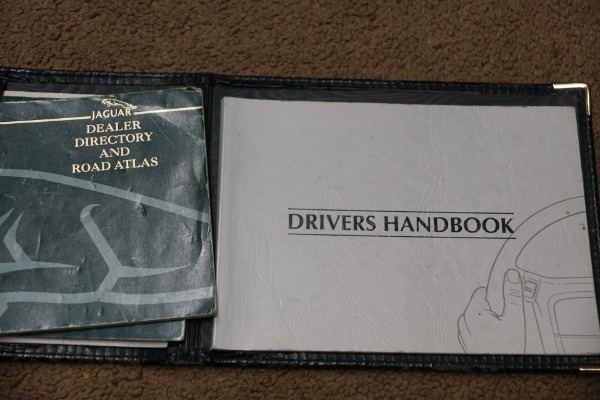 JAGUAR
DEALER
DIRECTORY
AND
ROAD ATLAS
DRIVERS HANDBOOK